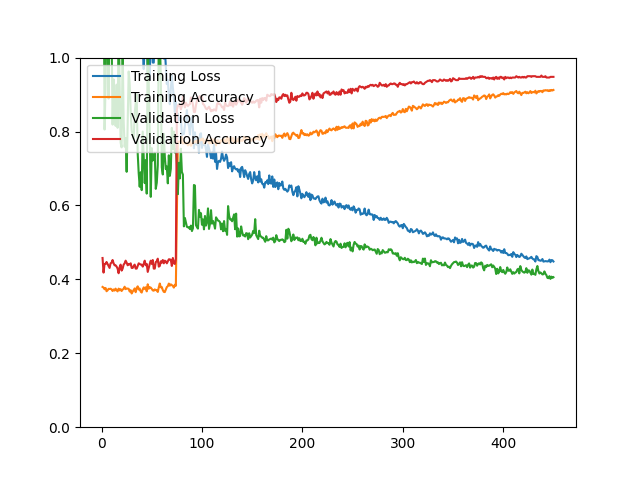 1.0
Training Loss
Training Accuracy
Validation Loss
Validation Accuracy
0.8
0.6
0.4
0.2
0.0
0 100 200 300 400